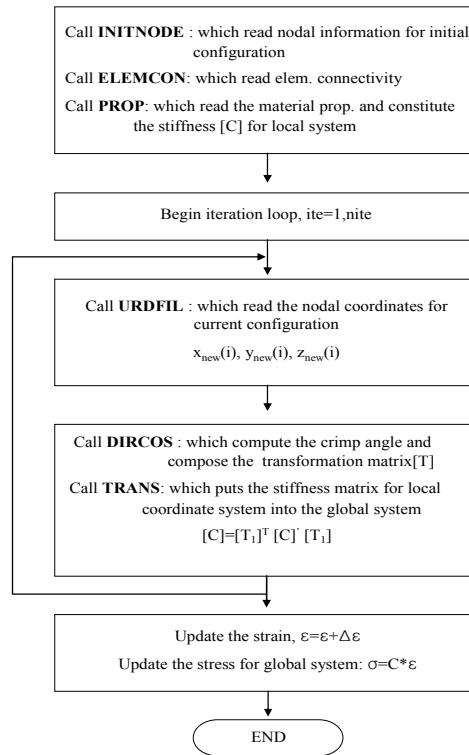 Call INITNODE : which read nodal information for initial
configuration
Call ELEMCON: which read elem. connectivity
Call PROP: which read the material prop. and constitute
the stiffness [C] for local system
Begin iteration loop, ite=1,nite
Call URDFIL : which read the nodal coordinates for
current configuration
xnew(i), ynew(i), znew(i)
Call DIRCOS : which compute the crimp angle and
compose the transformation matrix[T]
Call TRANS: which puts the stiffness matrix for local
coordinate system into the global system
[C]=[T1]T [C]' [T1]
Update the strain, ε=ε+Δε
Update the stress for global system: σ=C*ε
END